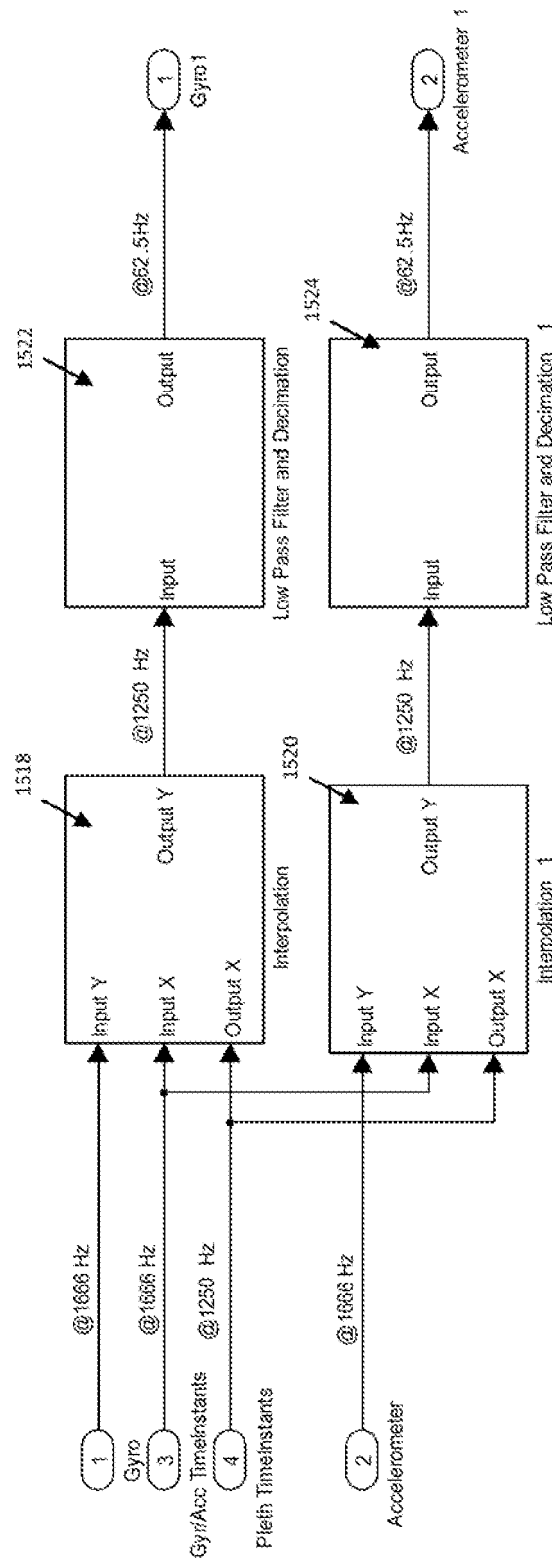 1
Gyro
@1666 Hz
3
Gyr/Acc TimeInstants
@1666 Hz
4
Pleth TimeInstants
@1250 Hz
Input Y
Input X
Output X
Output Y
Interpolation
1518
@1250 Hz
Input
Output
Low Pass Filter and Decimation
1522
@62.5Hz
1
Gyro1
2
Accelerometer
@1666 Hz
Input Y
Input X
Output X
Output Y
Interpolation 1
1520
@1250 Hz
Input
Output
Low Pass Filter and Decimation 1
1524
@62.5Hz
2
Accelerometer 1